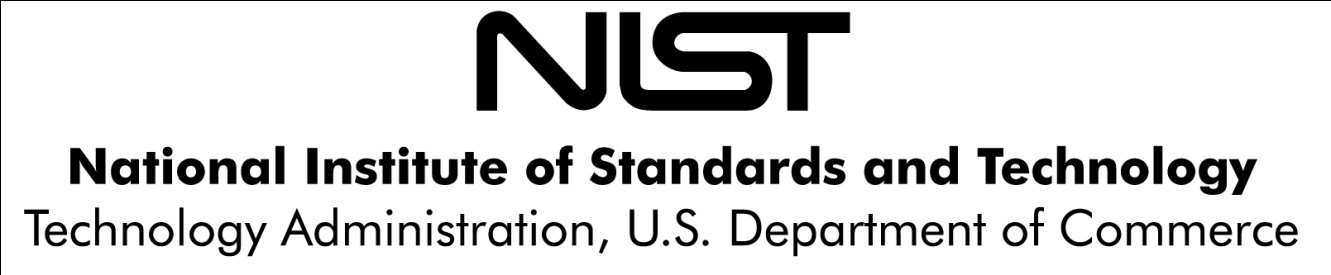 NIST
National Institute of Standards and Technology
Technology Administration, U.S. Department of Commerce